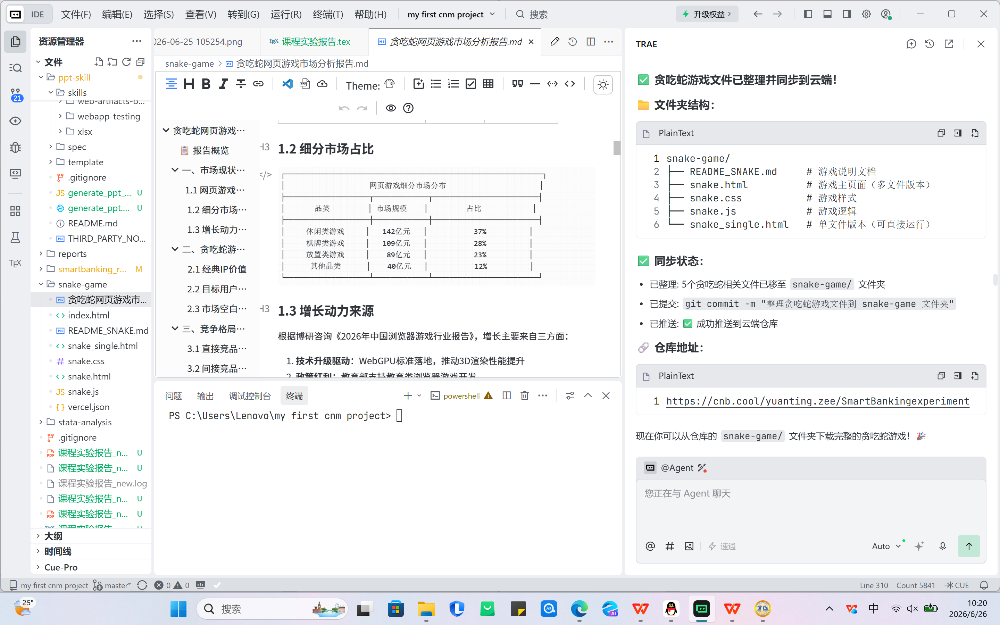 IDE 文件(F) 编辑(E) 选择(S) 查看(V) 转到(G) 运行(R) 终端(T) 帮助(H) my first cnm project 搜索 升级权益
资源管理器
文件
ppt-skill
skills
web-artifacts-b...
webapp-testing
xlsx
spec
template
.gitignore
JS generate_ppt_... U
generate_ppt.... U
README.md
THIRD_PARTY_NO...
reports
smartbanking_r... M
snake-game
贪吃蛇网页游戏市...
index.html
README_SNAKE.md
snake_single.html
# snake.css
snake.html
JS snake.js
{} vercel.json
stata-analysis
.gitignore
课程实验报告_n... U
课程实验报告_n... U
课程实验报告_new.log
课程实验报告_n... U
课程实验报告_n... U
大纲
时间线
Cue-Pro
21
TEX
026-06-25 105254.png
TEX 课程实验报告.tex
贪吃蛇网页游戏市场分析报告.md
snake-game > 贪吃蛇网页游戏市场分析报告.md
H B I Theme:
贪吃蛇网页游戏···
📋 报告概览
一、市场现状···
1.1 网页游戏···
1.2 细分市场···
1.3 增长动力···
二、贪吃蛇游···
2.1 经典IP价值
2.2 目标用户···
2.3 市场空白···
三、竞争格局···
3.1 直接竞品···
3.2 间接竞品···
H3 1.2 细分市场占比
</>
网页游戏细分市场分布
品类 市场规模 占比
休闲类游戏 142亿元 37%
棋牌类游戏 109亿元 28%
放置类游戏 89亿元 23%
其他品类 40亿元 12%
H3 1.3 增长动力来源
根据博研咨询《2026年中国浏览器游戏行业报告》，增长主要来自三方面：
1. 技术升级驱动：WebGPU标准落地，推动3D渲染性能提升
2. 政策红利：教育部支持教育类浏览器游戏开发
问题 输出 调试控制台 终端 powershell
PS C:\Users\Lenovo\my first cnm project>
TRAE
✅ 贪吃蛇游戏文件已整理并同步到云端！
📁 文件夹结构：
PlainText
1 snake-game/
2 ├── README_SNAKE.md # 游戏说明文档
3 ├── snake.html # 游戏主页面（多文件版本）
4 ├── snake.css # 游戏样式
5 ├── snake.js # 游戏逻辑
6 └── snake_single.html # 单文件版本（可直接运行）
✅ 同步状态：
• 已整理: 5个贪吃蛇相关文件已移至 snake-game/ 文件夹
• 已提交: git commit -m "整理贪吃蛇游戏文件到 snake-game 文件夹"
• 已推送: ✅ 成功推送到云端仓库
🔗 仓库地址：
PlainText
1 https://cnb.cool/yuanting.zee/SmartBankingexperiment
现在你可以从仓库的 snake-game/ 文件夹下载完整的贪吃蛇游戏！🎉
@Agent
您正在与 Agent 聊天
@ # 速通 Auto
my first cnm project master* 0 0
Line 310 Count 5841 CUE
25°
搜索
中
10:20
2026/6/26